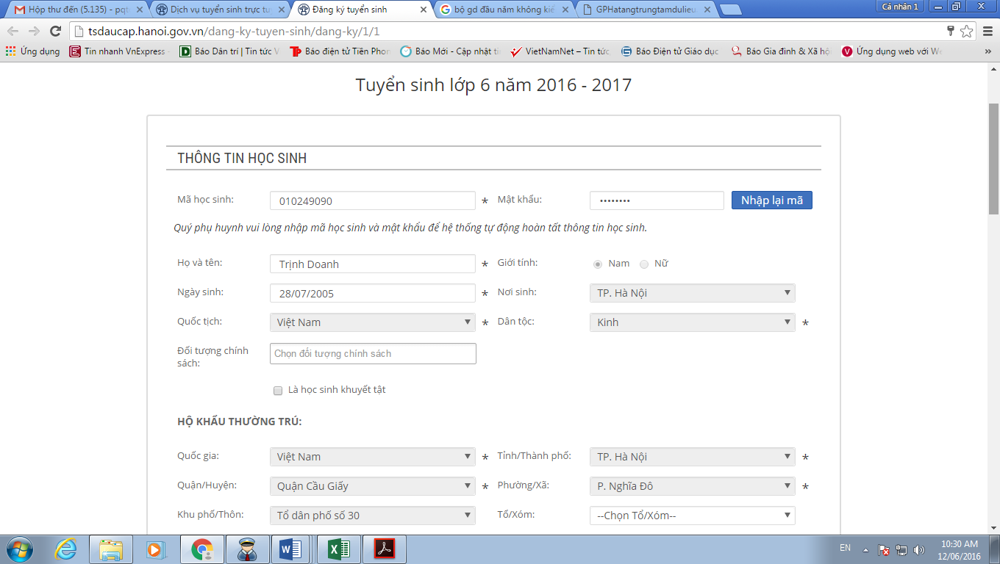 Hộp thư đến (5.135) - pqt
Dịch vụ tuyển sinh trực tu
Đăng ký tuyển sinh
bộ gd đầu năm không kiể
GPHatangtrungtamdulieu
Cá nhân 1
tsdaucap.hanoi.gov.vn/dang-ky-tuyen-sinh/dang-ky/1/1
Ứng dụng Tin nhanh VnExpress - Báo Dân trí | Tin tức V Báo điện tử Tiền Phon Báo Mới - Cập nhật ti VietNamNet – Tin tức, Báo Điện tử Giáo dục Báo Gia đình & Xã hộ Ứng dụng web với We »
Tuyển sinh lớp 6 năm 2016 - 2017
THÔNG TIN HỌC SINH
Mã học sinh: 010249090 * Mật khẩu: •••••••• Nhập lại mã
Quý phụ huynh vui lòng nhập mã học sinh và mật khẩu để hệ thống tự động hoàn tất thông tin học sinh.
Họ và tên: Trịnh Doanh * Giới tính: Nam Nữ
Ngày sinh: 28/07/2005 * Nơi sinh: TP. Hà Nội
Quốc tịch: Việt Nam * Dân tộc: Kinh *
Đối tượng chính sách: Chọn đối tượng chính sách
Là học sinh khuyết tật
HỘ KHẨU THƯỜNG TRÚ:
Quốc gia: Việt Nam * Tỉnh/Thành phố: TP. Hà Nội *
Quận/Huyện: Quận Cầu Giấy * Phường/Xã: P. Nghĩa Đô *
Khu phố/Thôn: Tổ dân phố số 30 Tổ/Xóm: --Chọn Tổ/Xóm--
EN 10:30 AM
12/06/2016